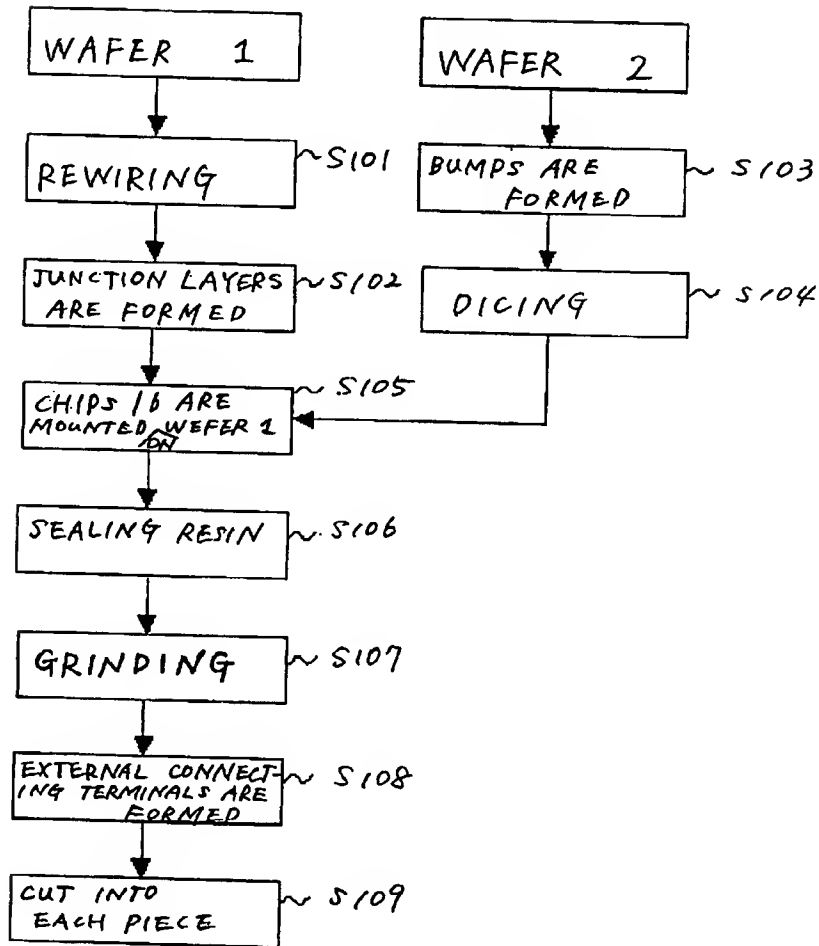 WAFER 1
WAFER 2
REWIRING
S101
BUMPS ARE
FORMED
S103
JUNCTION LAYERS
ARE FORMED
S102
DICING
S104
CHIPS 1b ARE
MOUNTED ON WEFER 1
S105
SEALING RESIN
S106
GRINDING
S107
EXTERNAL CONNECT-
ING TERMINALS ARE
FORMED
S108
CUT INTO
EACH PIECE
S109